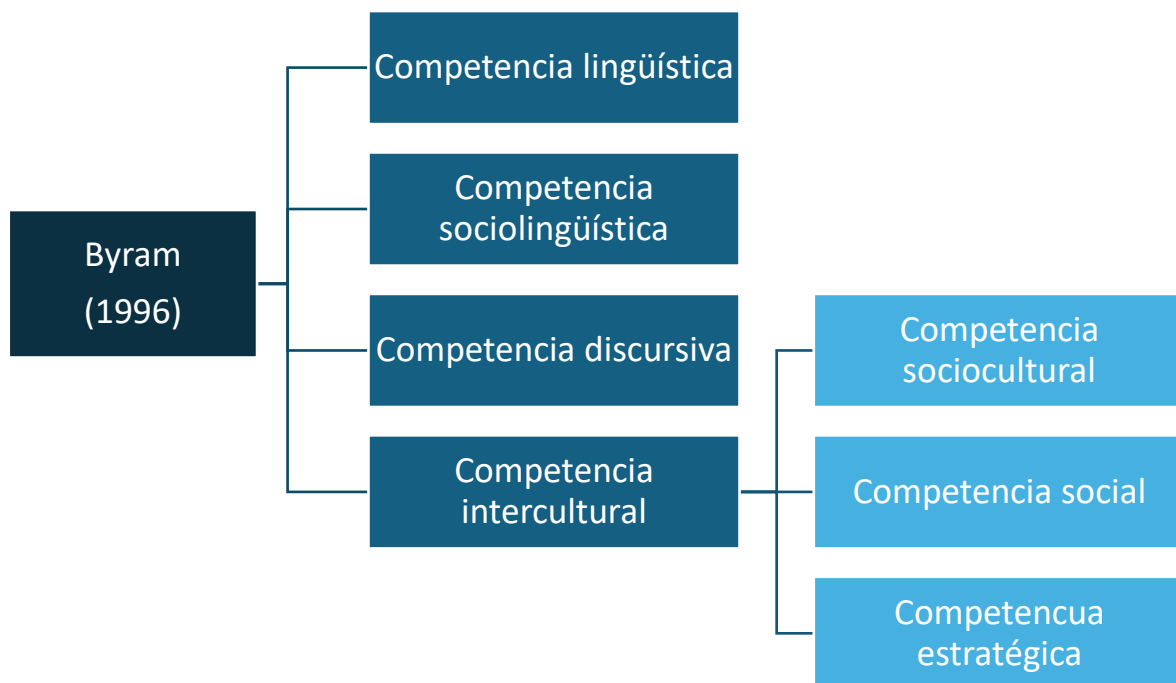 Byram
(1996)
Competencia lingüística
Competencia
sociolingüística
Competencia discursiva
Competencia
intercultural
Competencia
sociocultural
Competencia social
Competencua
estratégica